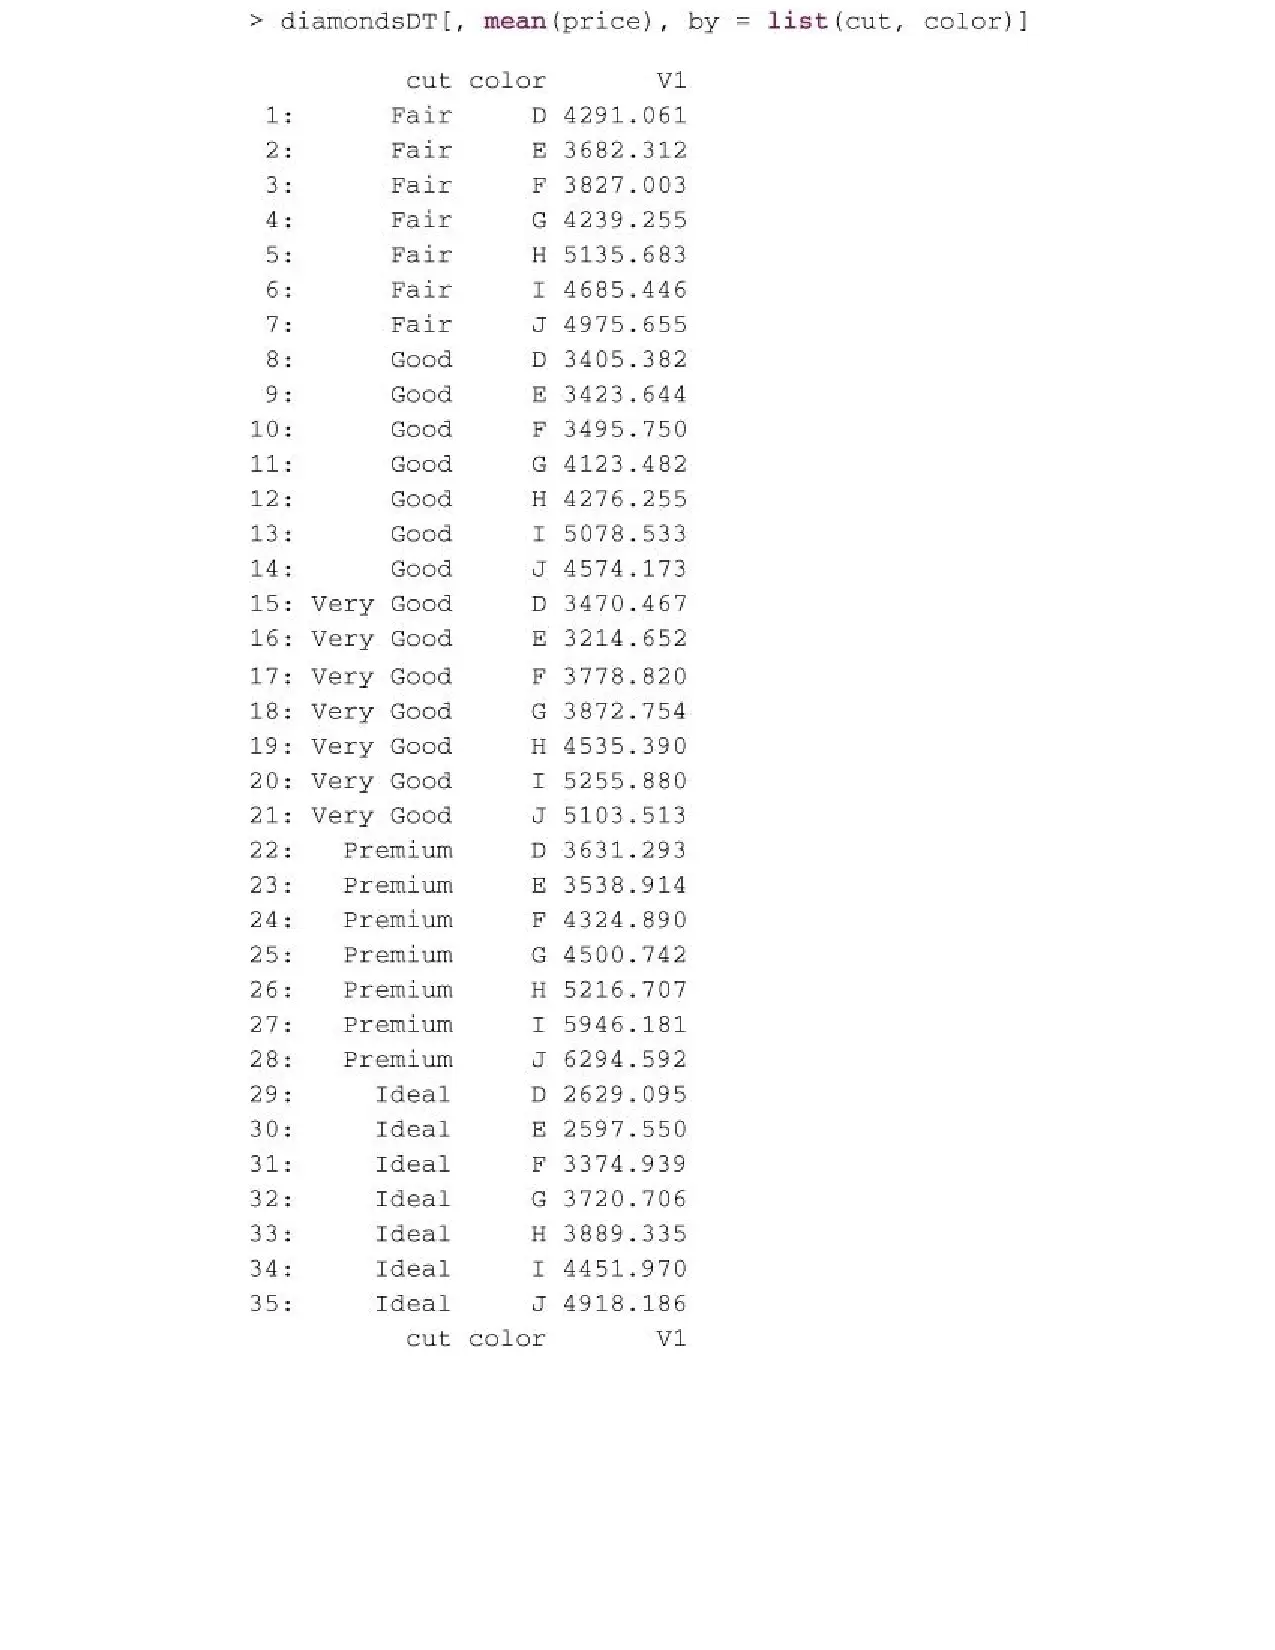 > diamondsDT[, mean(price), by = list(cut, color)]
cut color V1
1: Fair D 4291.061
2: Fair E 3682.312
3: Fair F 3827.003
4: Fair G 4239.255
5: Fair H 5135.683
6: Fair I 4685.446
7: Fair J 4975.655
8: Good D 3405.382
9: Good E 3423.644
10: Good F 3495.750
11: Good G 4123.482
12: Good H 4276.255
13: Good I 5078.533
14: Good J 4574.173
15: Very Good D 3470.467
16: Very Good E 3214.652
17: Very Good F 3778.820
18: Very Good G 3872.754
19: Very Good H 4535.390
20: Very Good I 5255.880
21: Very Good J 5103.513
22: Premium D 3631.293
23: Premium E 3538.914
24: Premium F 4324.890
25: Premium G 4500.742
26: Premium H 5216.707
27: Premium I 5946.181
28: Premium J 6294.592
29: Ideal D 2629.095
30: Ideal E 2597.550
31: Ideal F 3374.939
32: Ideal G 3720.706
33: Ideal H 3889.335
34: Ideal I 4451.970
35: Ideal J 4918.186
cut color V1